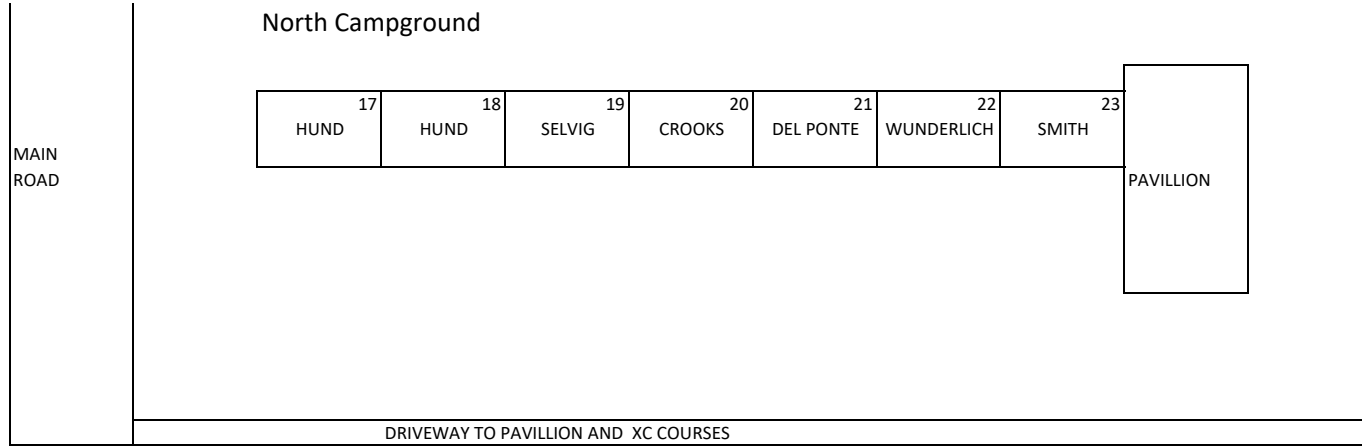 North Campground
17 18 19 20 21 22 23
HUND HUND SELVIG CROOKS DEL PONTE WUNDERLICH SMITH
MAIN
ROAD
PAVILLION
DRIVEWAY TO PAVILLION AND  XC COURSES